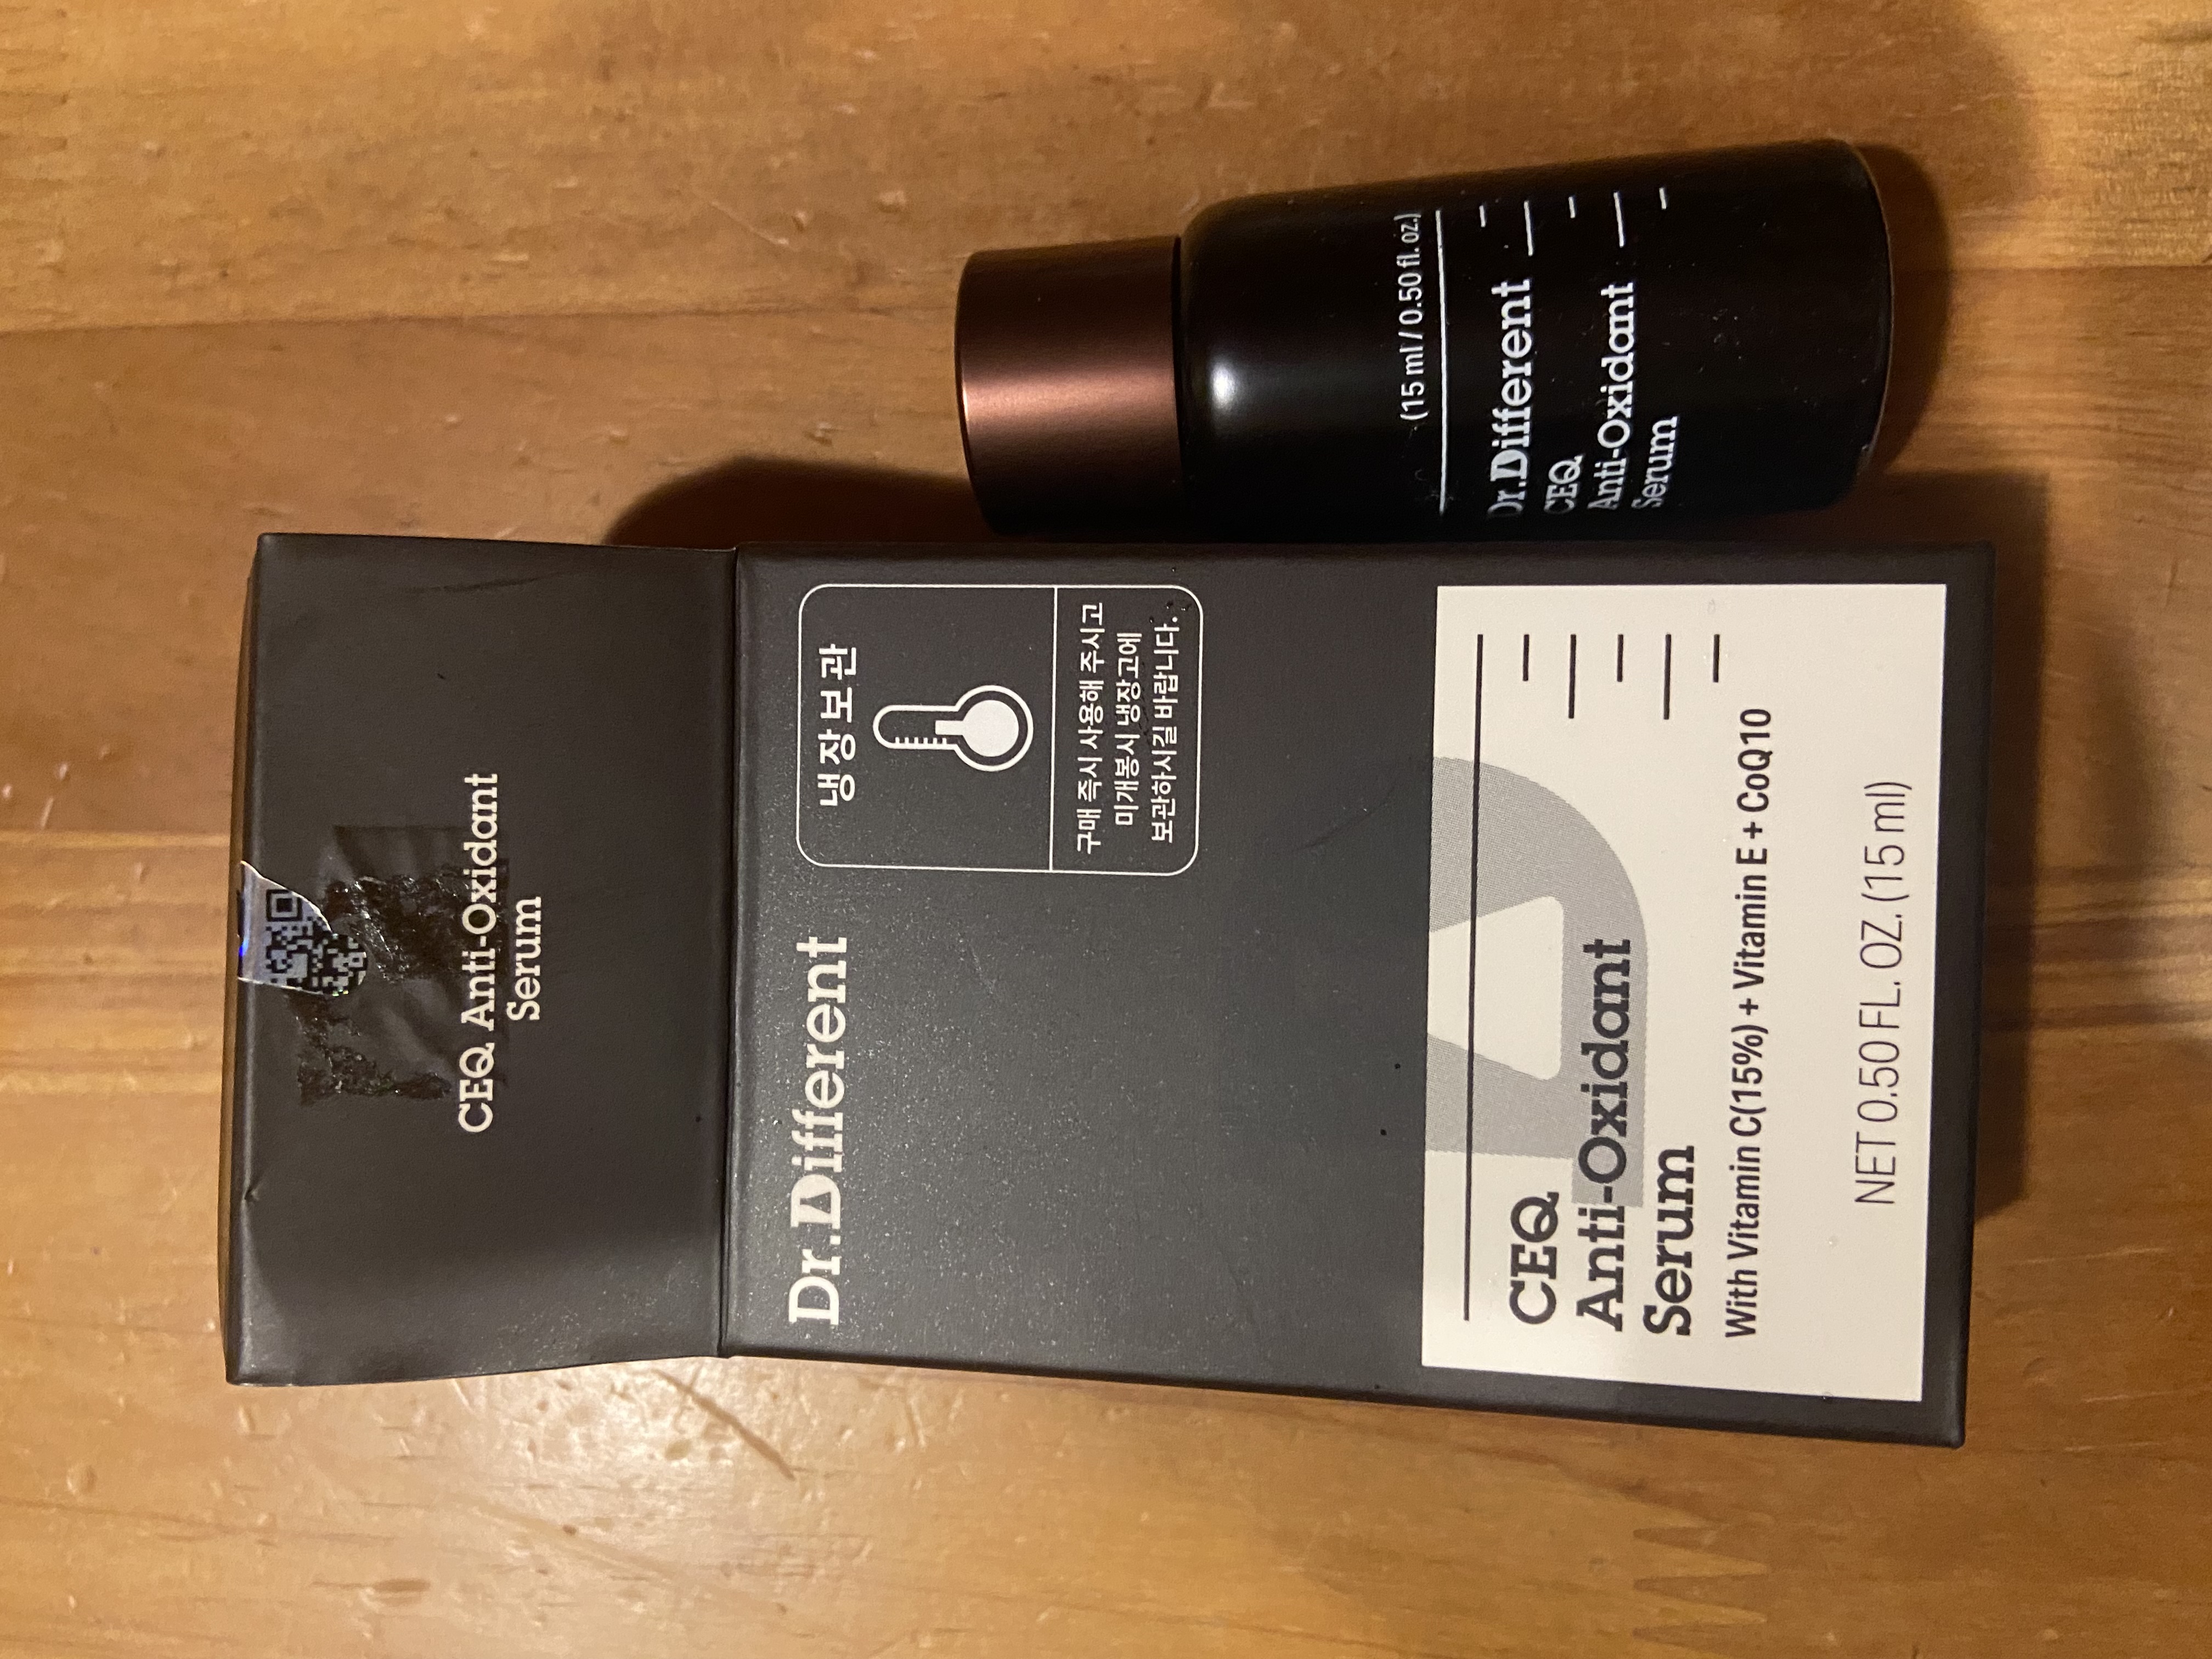 CEQ Anti-Oxidant
Serum
Dr.Different
냉장보관
구매 즉시 사용해 주시고
미개봉시 냉장고에
보관하시길 바랍니다.
CEQ
Anti-Oxidant
Serum
With Vitamin C(15%) + Vitamin E + CoQ10
NET 0.50 FL. OZ. (15 ml)
(15 ml / 0.50 fl. oz.)
Dr.Different
CEQ
Anti-Oxidant
Serum